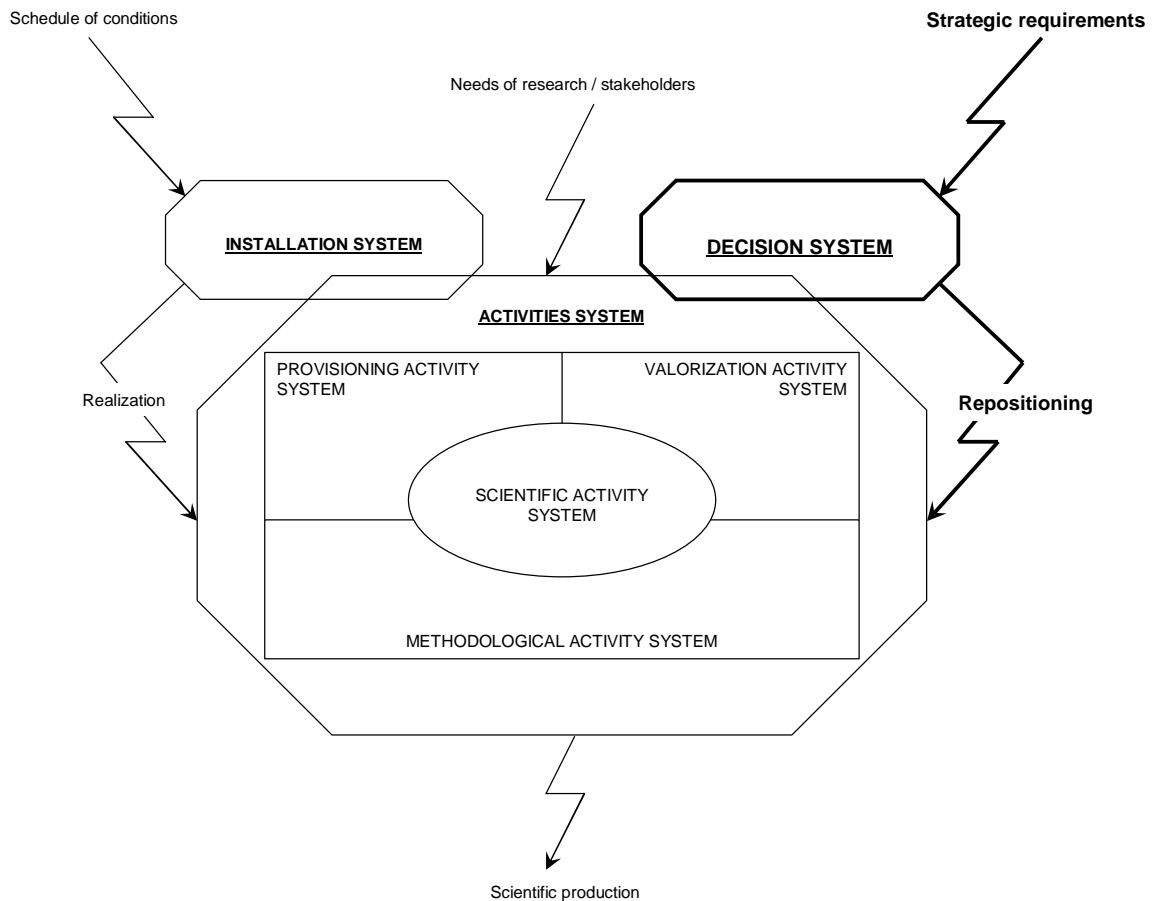 Schedule of conditions
Strategic requirements
Needs of research / stakeholders
INSTALLATION SYSTEM
DECISION SYSTEM
ACTIVITIES SYSTEM
PROVISIONING ACTIVITY
SYSTEM
VALORIZATION ACTIVITY
SYSTEM
Realization
Repositioning
SCIENTIFIC ACTIVITY
SYSTEM
METHODOLOGICAL ACTIVITY SYSTEM
Scientific production